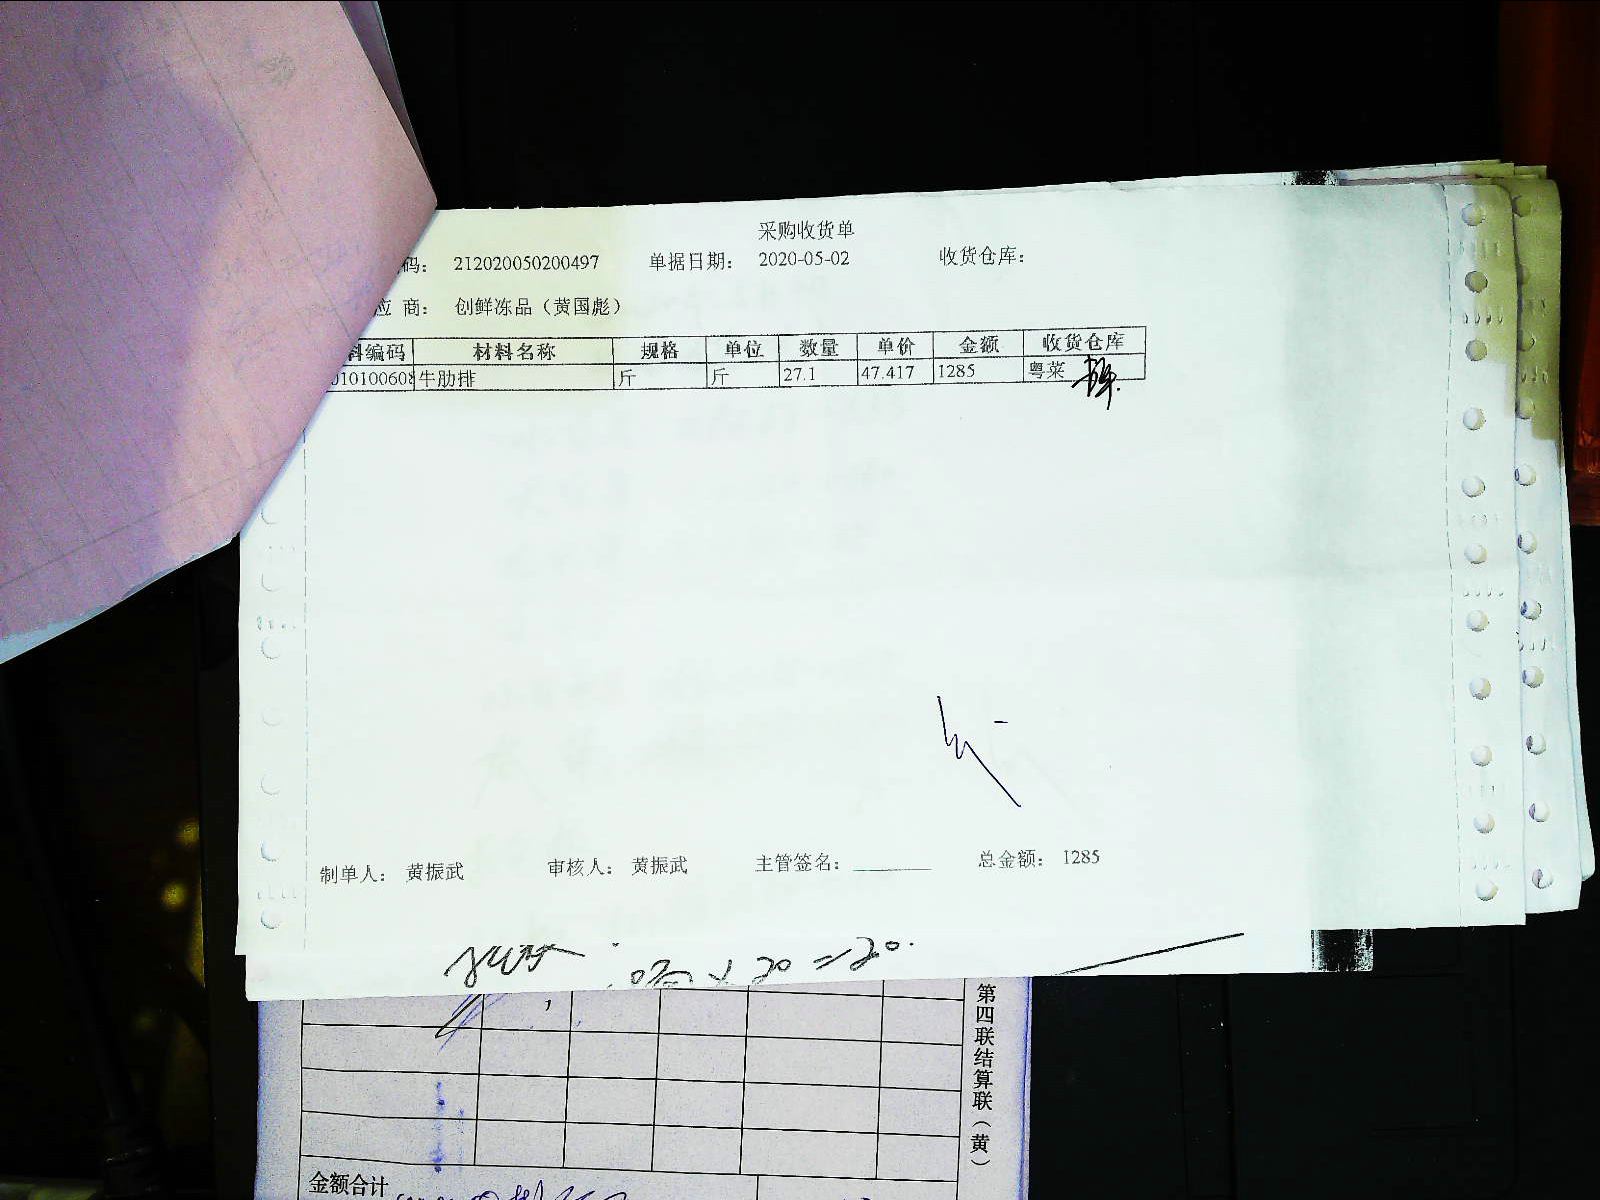 采购收货单
码： 212020050200497 单据日期： 2020-05-02 收货仓库：
应 商： 创鲜冻品（黄国彪）
料编码 材料名称 规格 单位 数量 单价 金额 收货仓库
010100608 牛肋排 斤 斤 27.1 47.417 1285 粤菜
制单人： 黄振武 审核人： 黄振武 主管签名： 总金额： 1285
20 = 20.
第四联结算联（黄）
金额合计